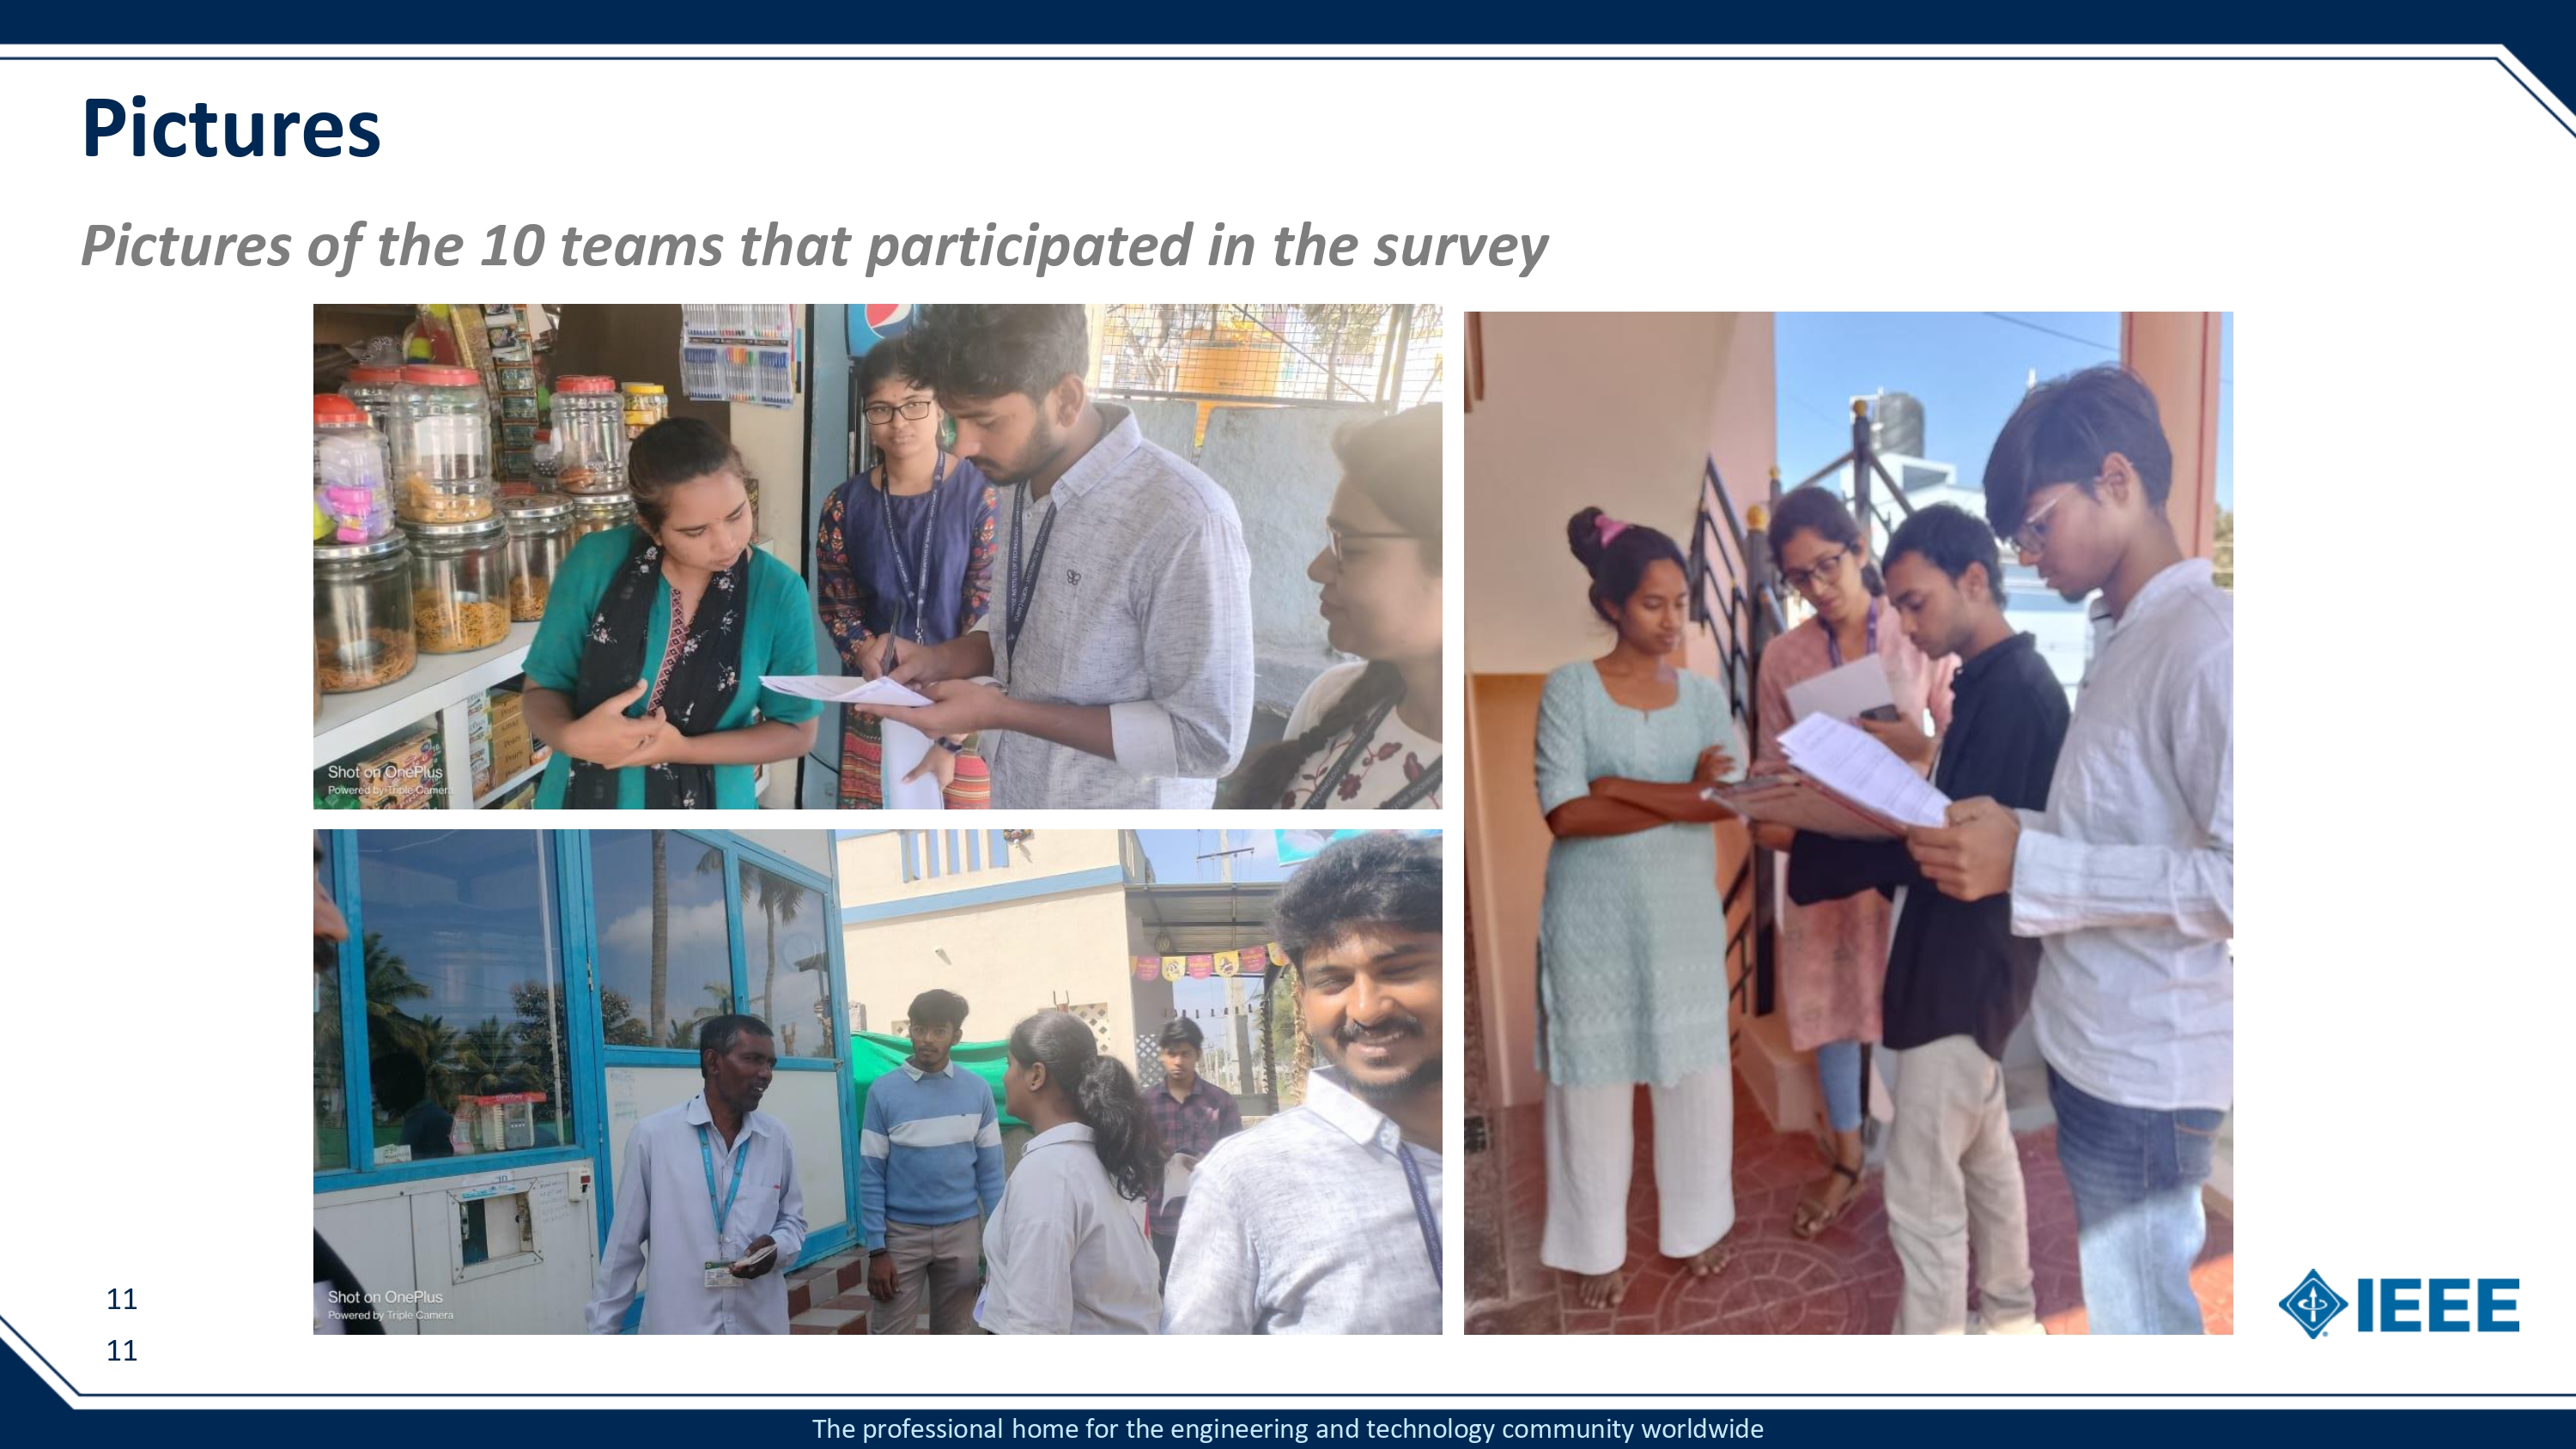 Pictures
Pictures of the 10 teams that participated in the survey
Shot on OnePlus
Powered by Triple Camera
Shot on OnePlus
Powered by Triple Camera
11
11
IEEE
The professional home for the engineering and technology community worldwide